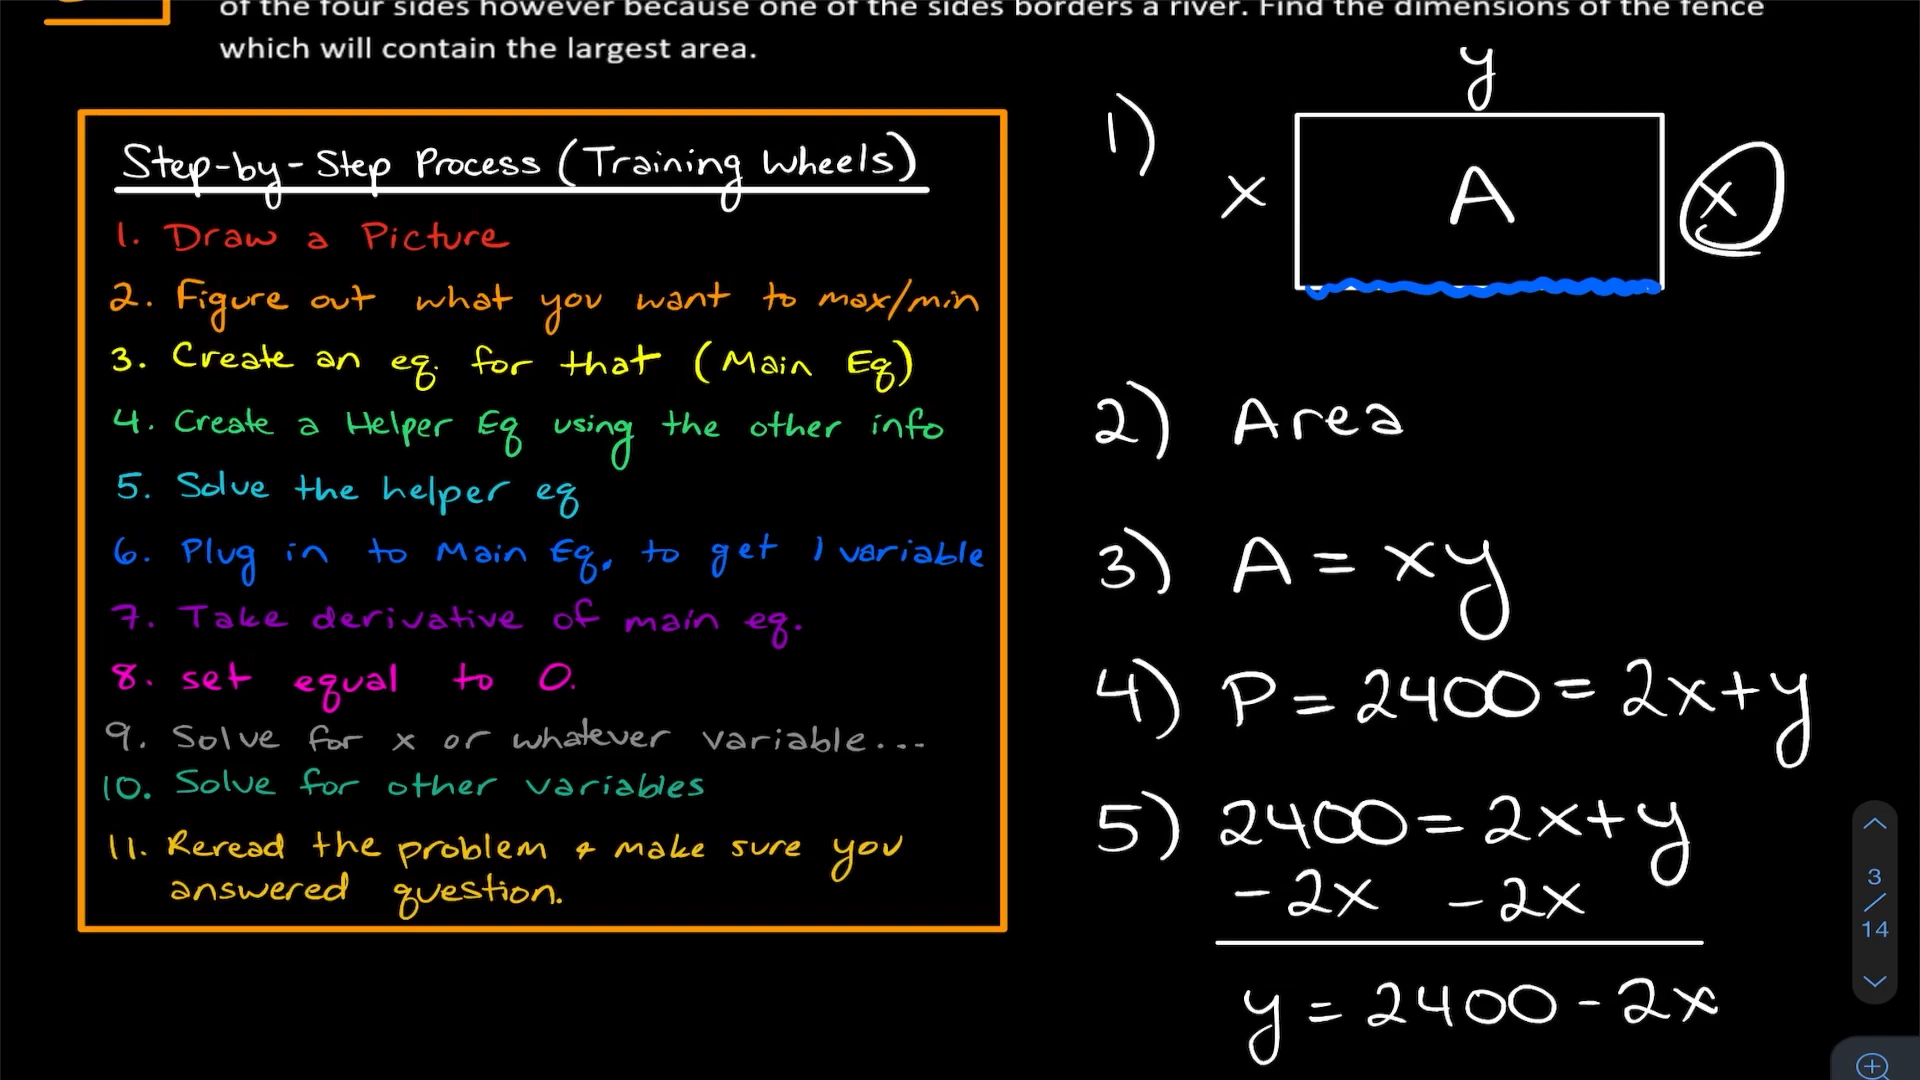 of the four sides however because one of the sides borders a river. Find the dimensions of the fence
which will contain the largest area.
Step-by-Step Process (Training Wheels)
1. Draw a Picture
2. Figure out what you want to max/min
3. Create an eq. for that (Main Eq)
4. Create a Helper Eq using the other info
5. Solve the helper eq
6. Plug in to Main Eq. to get 1 variable
7. Take derivative of main eq.
8. set equal to 0.
9. Solve for x or whatever variable...
10. Solve for other variables
11. Reread the problem & make sure you
answered question.
y
1)
x A x
2) Area
3) A = xy
4) P = 2400 = 2x+y
5) 2400 = 2x+y
-2x -2x
y = 2400 - 2x
3
/
14